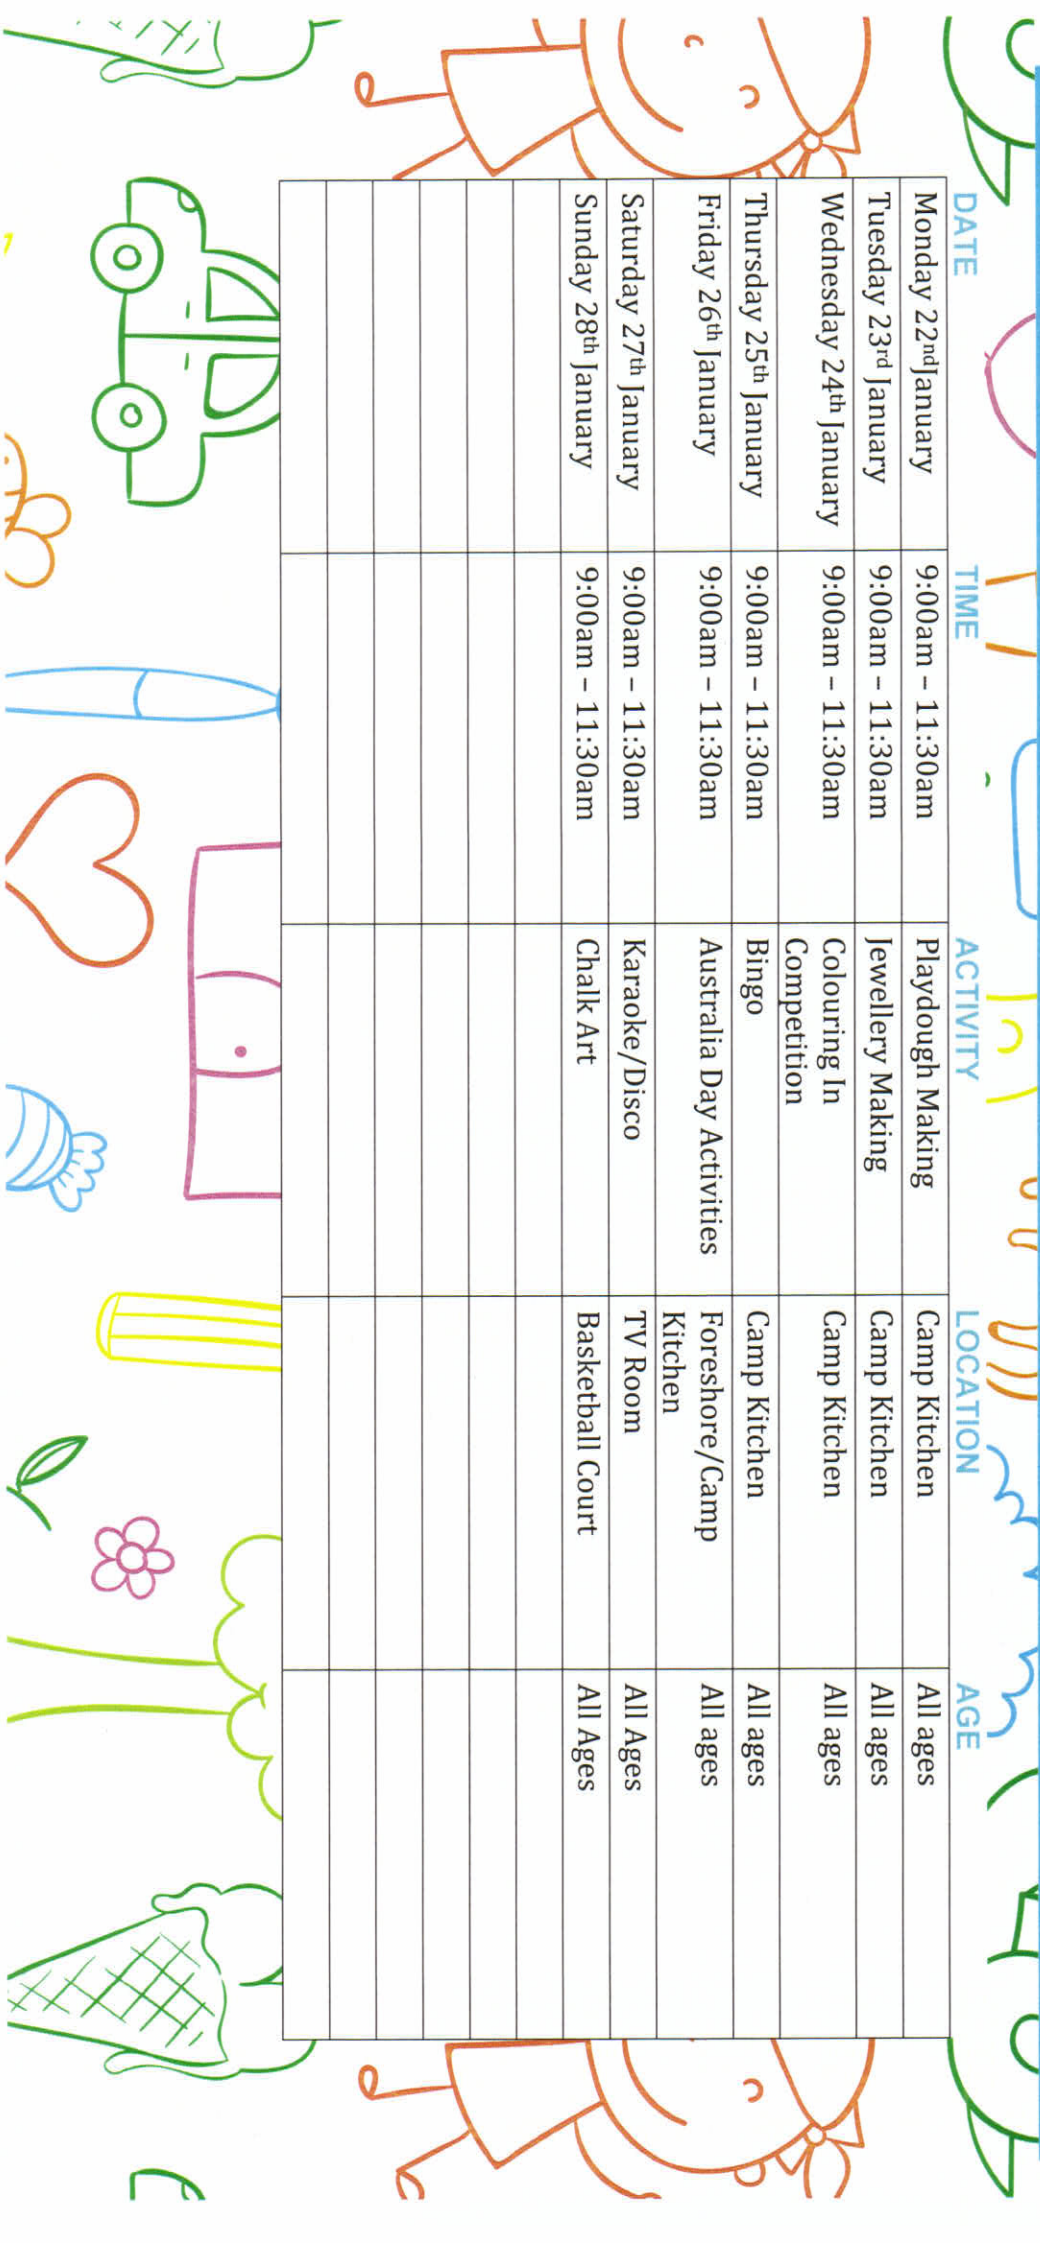 DATE TIME ACTIVITY LOCATION AGE
Monday 22ndJanuary 9:00am – 11:30am Playdough Making Camp Kitchen All ages
Tuesday 23rd January 9:00am – 11:30am Jewellery Making Camp Kitchen All ages
Wednesday 24th January 9:00am – 11:30am Colouring In Camp Kitchen All ages
Competition
Thursday 25th January 9:00am – 11:30am Bingo Camp Kitchen All ages
Friday 26th January 9:00am – 11:30am Australia Day Activities Foreshore/Camp All ages
Kitchen
Saturday 27th January 9:00am – 11:30am Karaoke/Disco TV Room All Ages
Sunday 28th January 9:00am – 11:30am Chalk Art Basketball Court All Ages